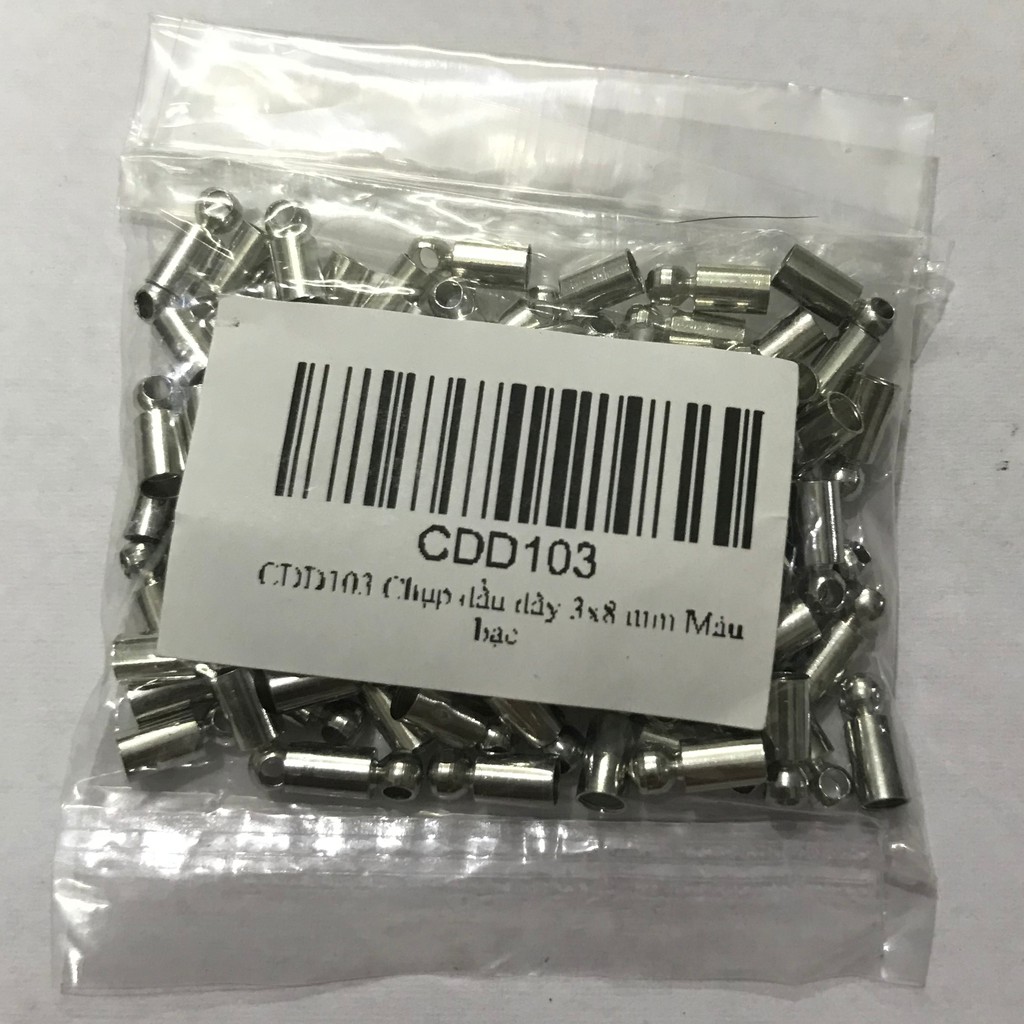 CDD103
CDD103 Chụp đầu dây 3x8 mm Màu
bạc